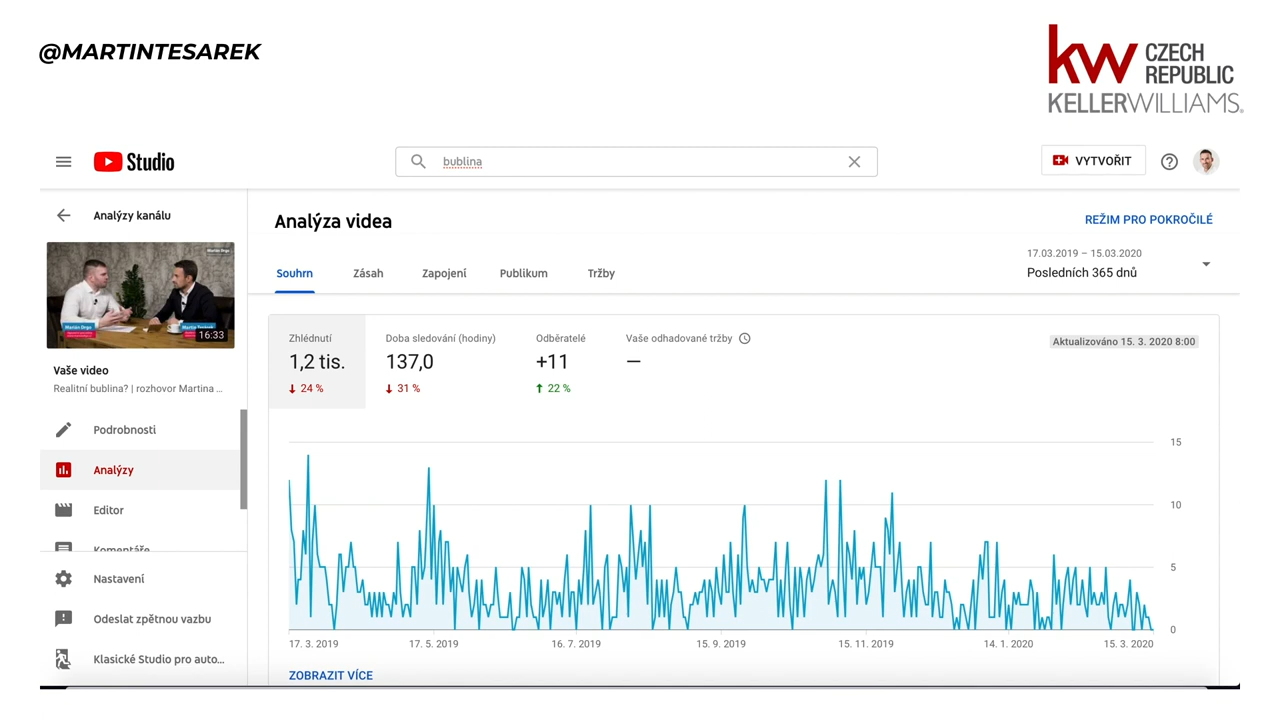 @MARTINTESAREK
kw CZECH REPUBLIC
KELLERWILLIAMS®
Studio
bublina
VYTVOŘIT
Analýzy kanálu
16:33
Vaše video
Realitní bublina? | rozhovor Martina ...
Podrobnosti
Analýzy
Editor
Komentáře
Nastavení
Odeslat zpětnou vazbu
Klasické Studio pro auto...
Analýza videa
REŽIM PRO POKROČILÉ
17.03.2019 – 15.03.2020
Posledních 365 dnů
Souhrn
Zásah
Zapojení
Publikum
Tržby
Zhlédnutí
1,2 tis.
24 %
Doba sledování (hodiny)
137,0
31 %
Odběratelé
+11
22 %
Vaše odhadované tržby
—
Aktualizováno 15. 3. 2020 8:00
15
10
5
0
17. 3. 2019
17. 5. 2019
16. 7. 2019
15. 9. 2019
15. 11. 2019
14. 1. 2020
15. 3. 2020
ZOBRAZIT VÍCE